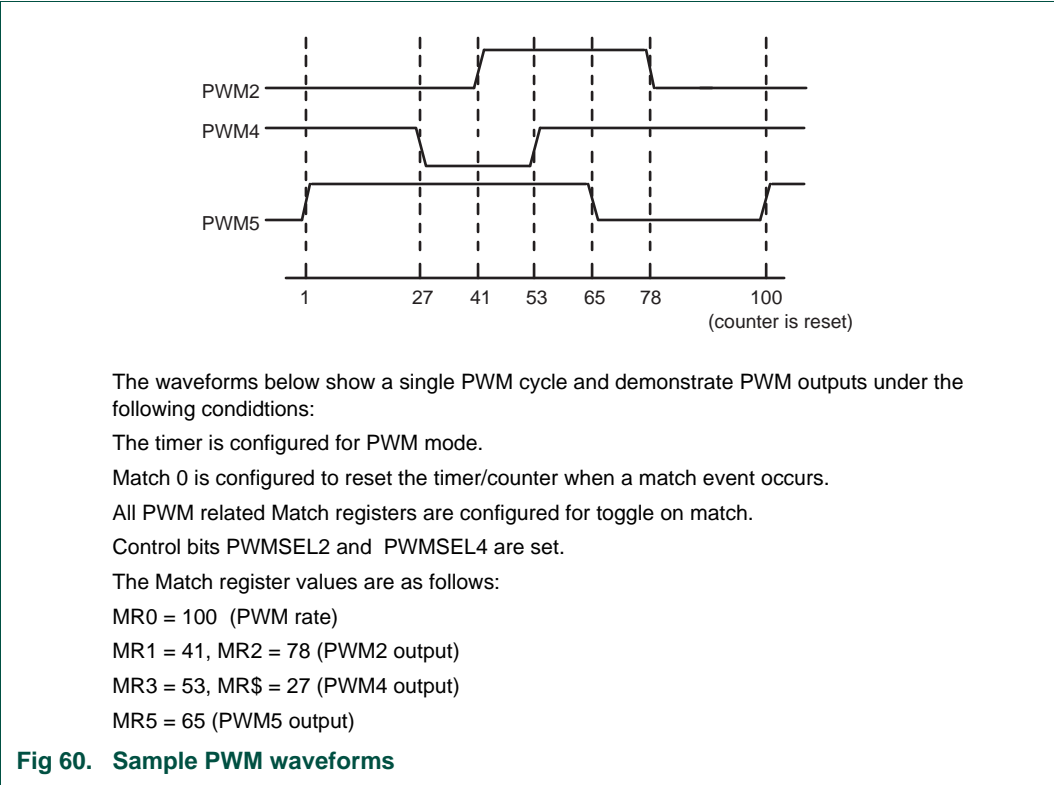 PWM2
PWM4
PWM5
1 27 41 53 65 78 100
(counter is reset)
The waveforms below show a single PWM cycle and demonstrate PWM outputs under the
following condidtions:
The timer is configured for PWM mode.
Match 0 is configured to reset the timer/counter when a match event occurs.
All PWM related Match registers are configured for toggle on match.
Control bits PWMSEL2 and PWMSEL4 are set.
The Match register values are as follows:
MR0 = 100 (PWM rate)
MR1 = 41, MR2 = 78 (PWM2 output)
MR3 = 53, MR$ = 27 (PWM4 output)
MR5 = 65 (PWM5 output)
Fig 60. Sample PWM waveforms